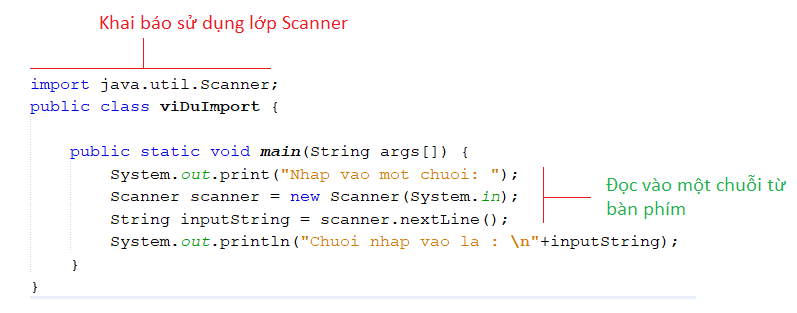 Khai báo sử dụng lớp Scanner
import java.util.Scanner;
public class viDuImport {
public static void main(String args[]) {
System.out.print("Nhap vao mot chuoi: ");
Scanner scanner = new Scanner(System.in);
String inputString = scanner.nextLine();
System.out.println("Chuoi nhap vao la : \n"+inputString);
}
}
Đọc vào một chuỗi từ
bàn phím